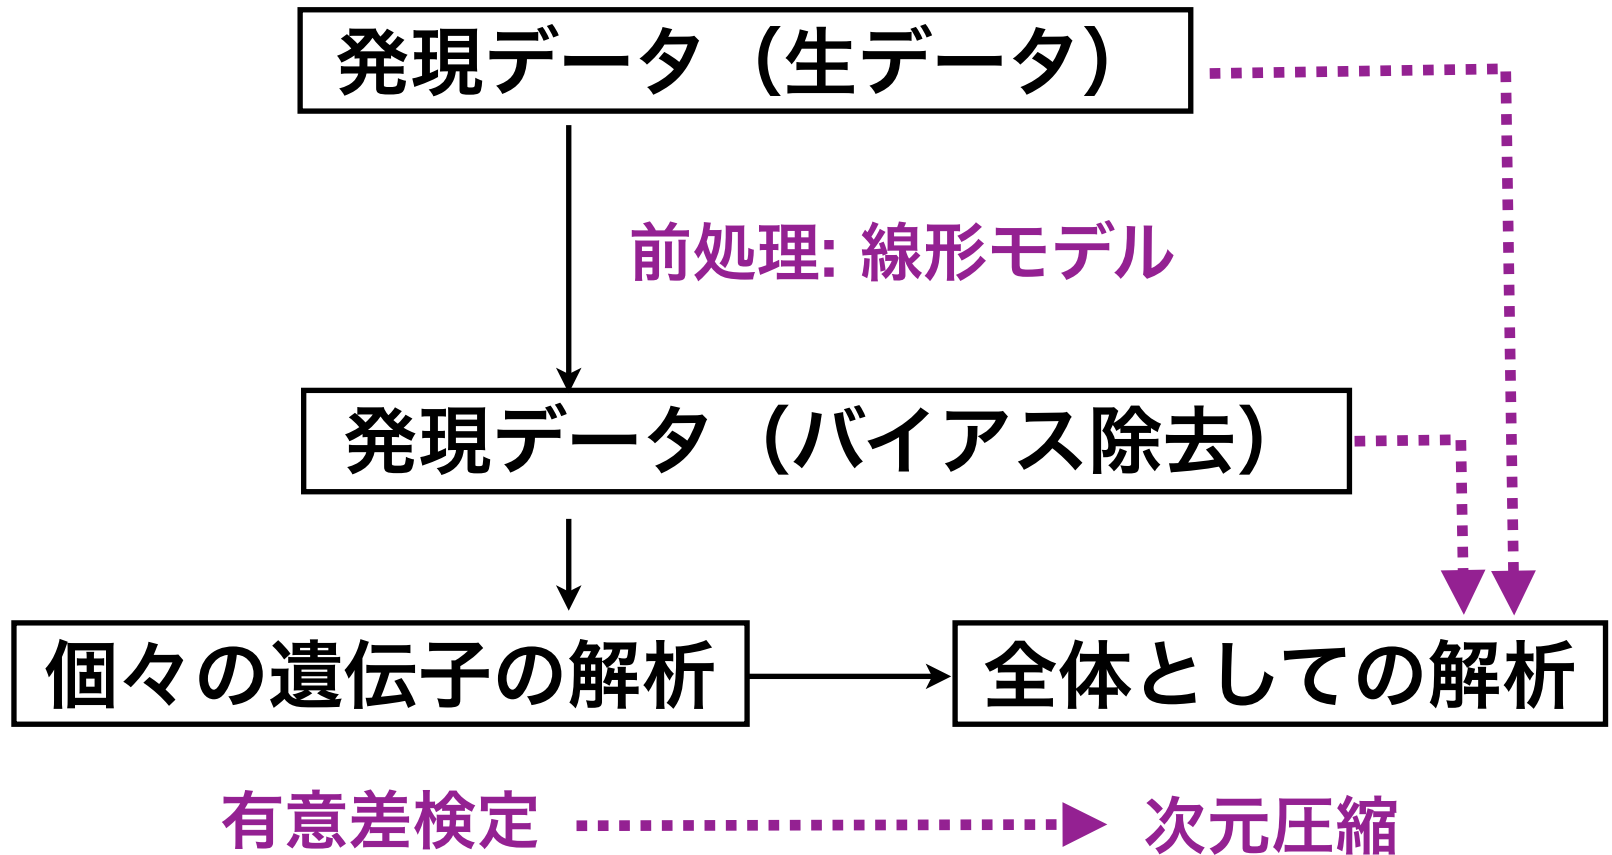 発現データ（生データ）
前処理: 線形モデル
発現データ（バイアス除去）
個々の遺伝子の解析
全体としての解析
有意差検定
次元圧縮